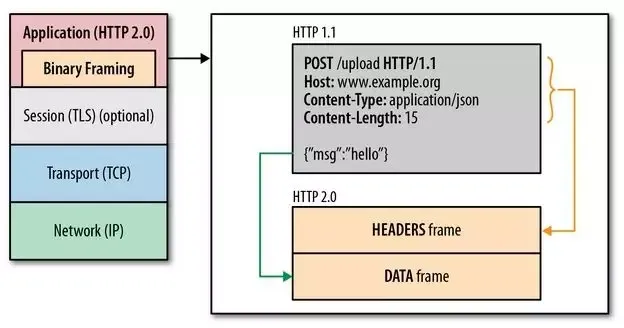 Application (HTTP 2.0)
Binary Framing
Session (TLS) (optional)
Transport (TCP)
Network (IP)
HTTP 1.1
POST /upload HTTP/1.1
Host: www.example.org
Content-Type: application/json
Content-Length: 15
{”msg”:”hello”}
HTTP 2.0
HEADERS frame
DATA frame